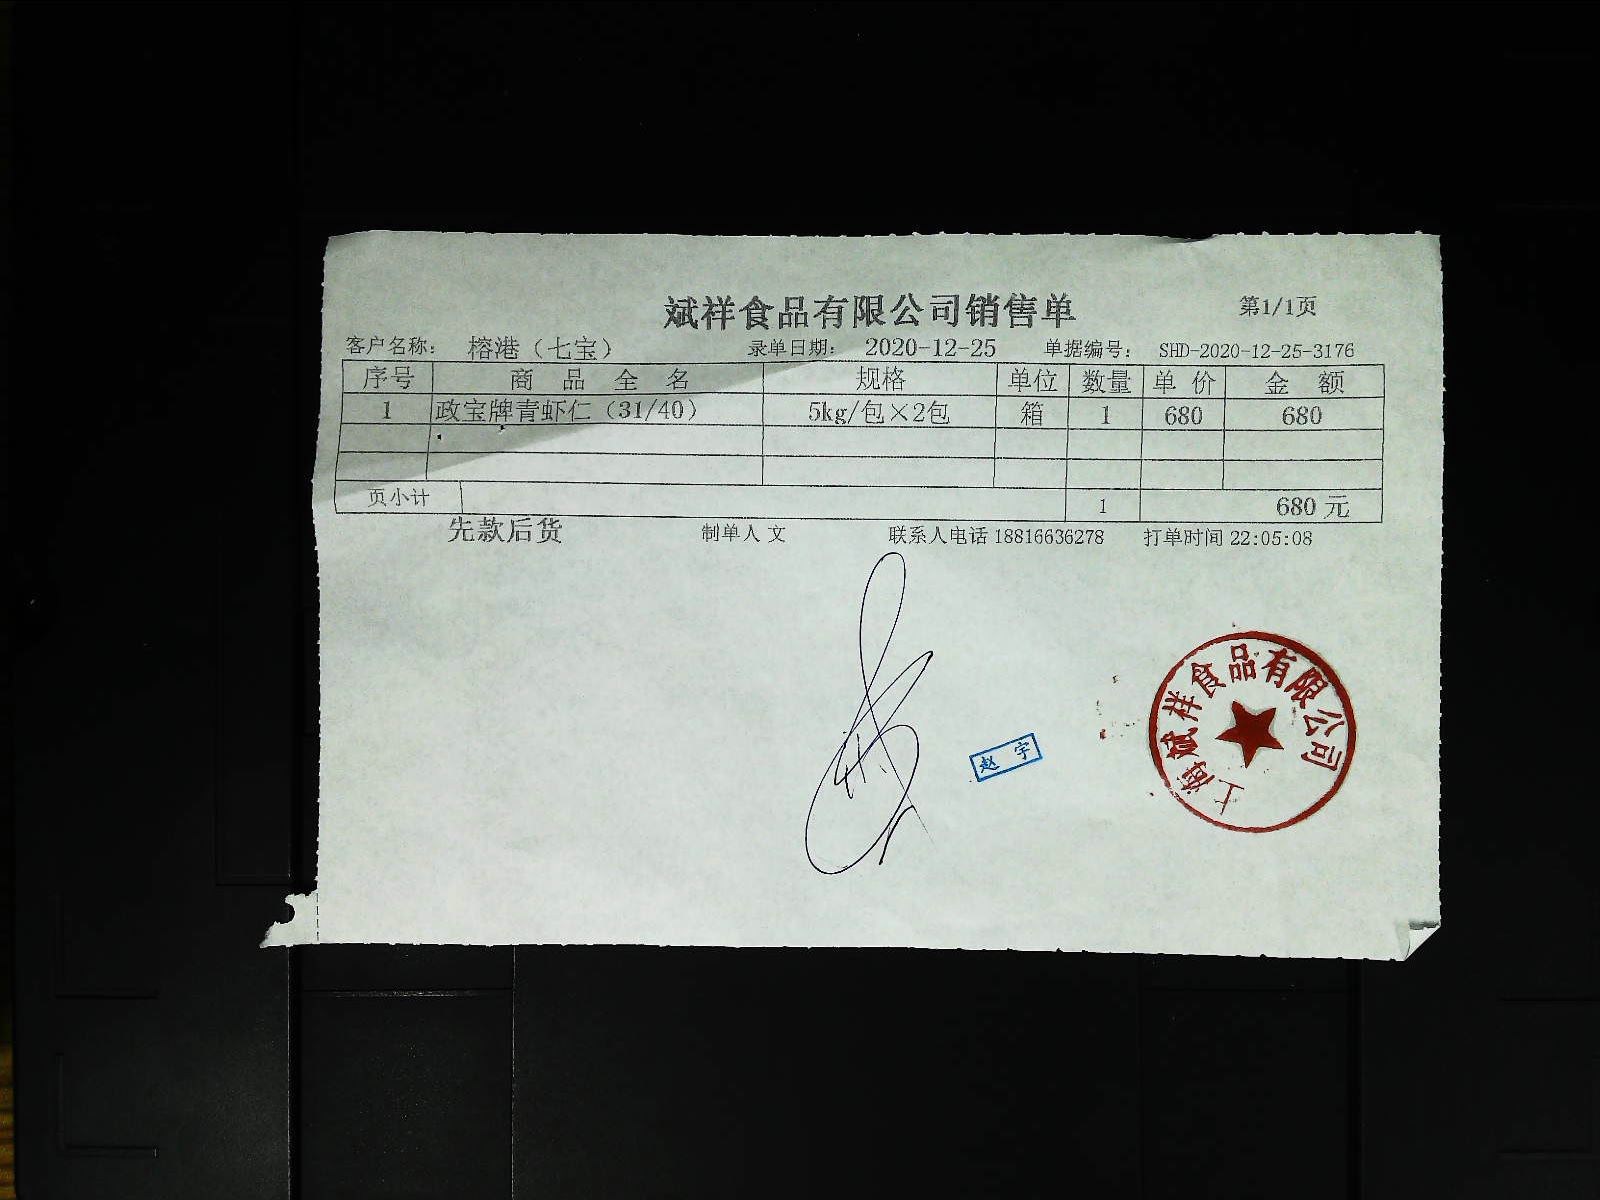 斌祥食品有限公司销售单 第1/1页
客户名称： 榕港（七宝） 录单日期： 2020-12-25 单据编号： SHD-2020-12-25-3176
序号 商品全名 规格 单位 数量 单价 金额
1 政宝牌青虾仁（31/40） 5kg/包×2包 箱 1 680 680
页小计 1 680 元
先款后货 制单人 文 联系人电话 18816636278 打单时间 22:05:08
赵宇
上海斌祥食品有限公司